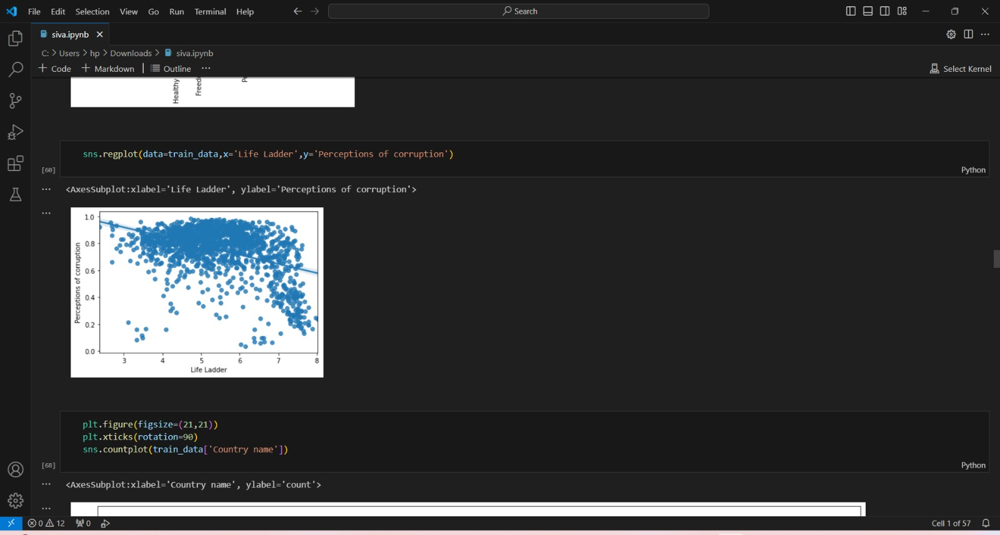 File Edit Selection View Go Run Terminal Help
Search
siva.ipynb
C: > Users > hp > Downloads > siva.ipynb
+ Code + Markdown | Outline ...
Select Kernel
Healthy
Freed
sns.regplot(data=train_data,x='Life Ladder',y='Perceptions of corruption')
[60]
Python
... <AxesSubplot:xlabel='Life Ladder', ylabel='Perceptions of corruption'>
...
Perceptions of corruption
1.0
0.8
0.6
0.4
0.2
0.0
3 4 5 6 7 8
Life Ladder
plt.figure(figsize=(21,21))
plt.xticks(rotation=90)
sns.countplot(train_data['Country name'])
[68]
Python
... <AxesSubplot:xlabel='Country name', ylabel='count'>
...
0 12 0
Cell 1 of 57